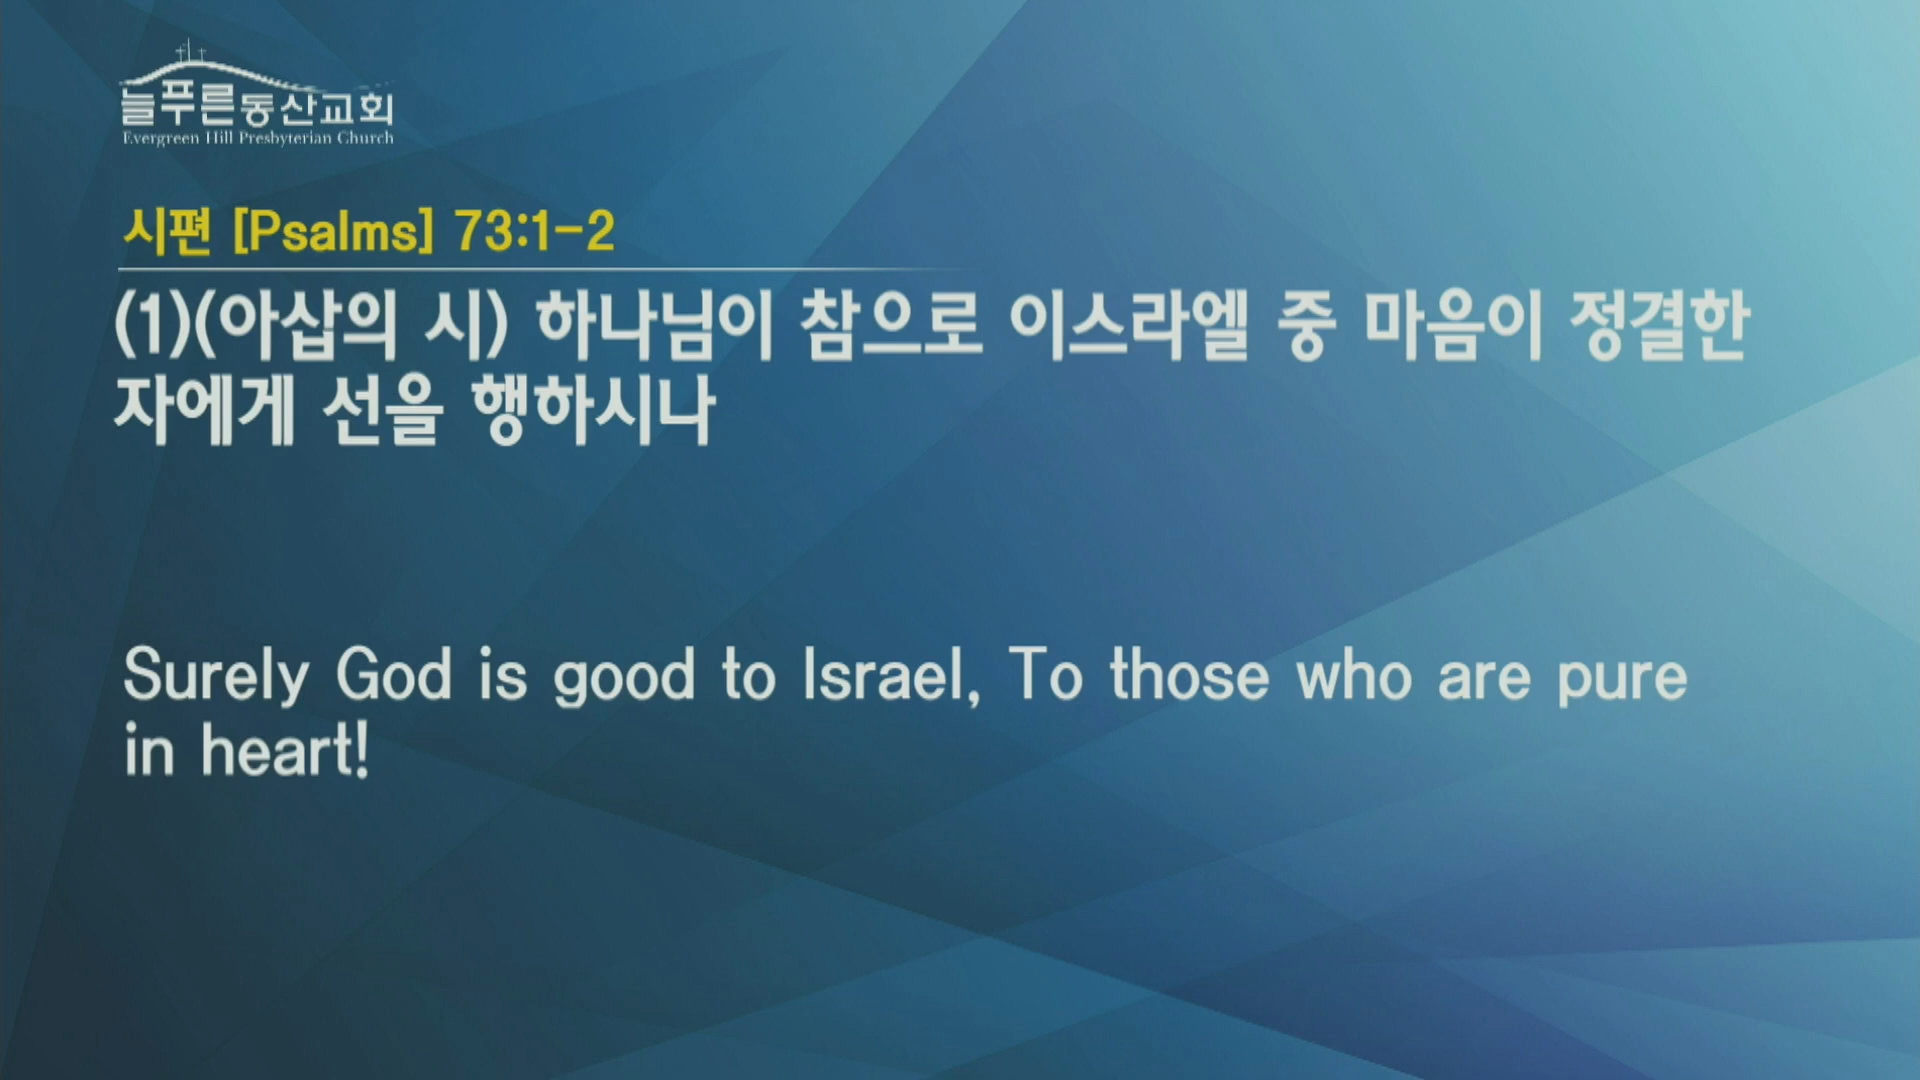 늘푸른동산교회
Evergreen Hill Presbyterian Church
시편 [Psalms] 73:1-2
(1)(아삽의 시) 하나님이 참으로 이스라엘 중 마음이 정결한
자에게 선을 행하시나
Surely God is good to Israel, To those who are pure
in heart!